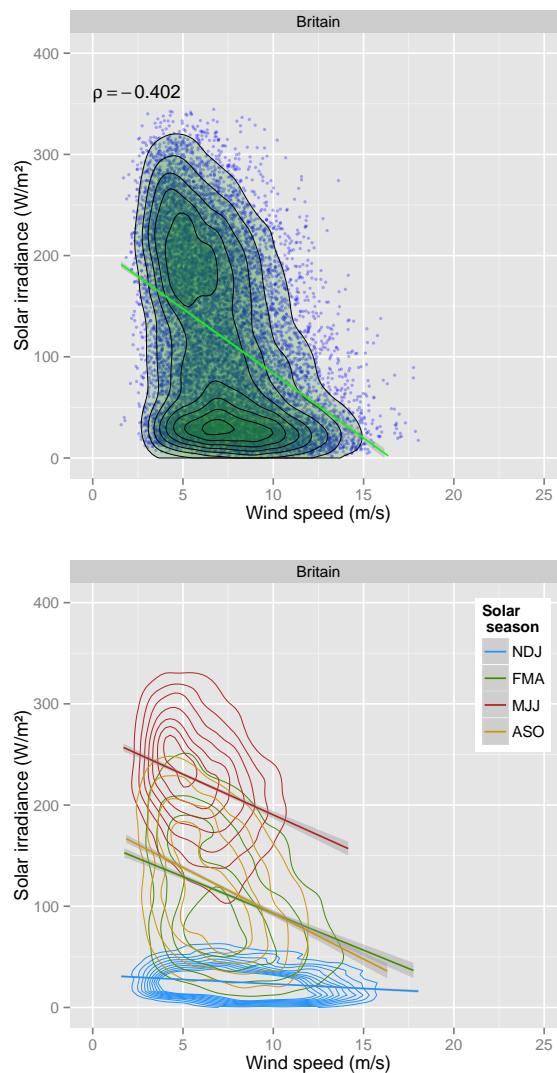 Britain
400
300
200
100
0
ρ = −0.402
Solar irradiance (W/m²)
0 5 10 15 20 25
Wind speed (m/s)
Britain
400
300
200
100
0
Solar irradiance (W/m²)
Solar
season
NDJ
FMA
MJJ
ASO
0 5 10 15 20 25
Wind speed (m/s)